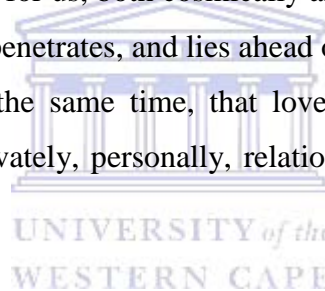 for us, both cosmically a
penetrates, and lies ahead
the same time, that love
vately, personally, relatio
UNIVERSITY of the
WESTERN CAPE